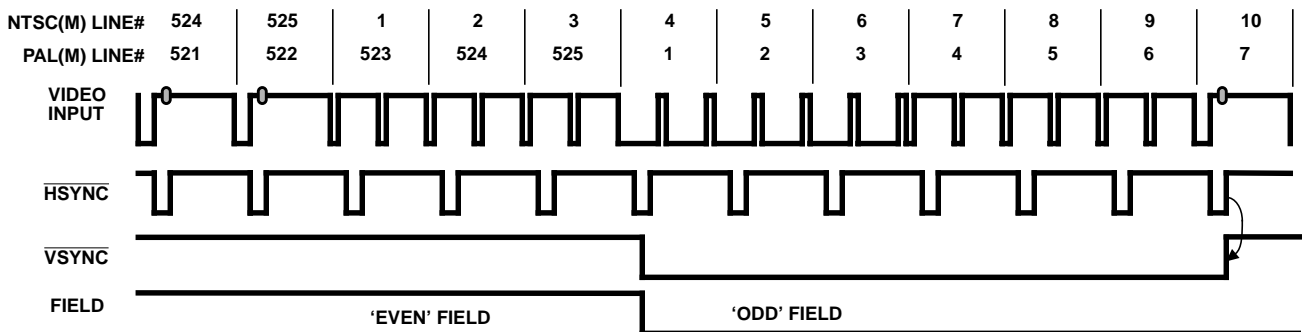 NTSC(M) LINE# 524 525 1 2 3 4 5 6 7 8 9 10
PAL(M) LINE# 521 522 523 524 525 1 2 3 4 5 6 7
VIDEO
INPUT
HSYNC
VSYNC
FIELD
‘EVEN’ FIELD
‘ODD’ FIELD